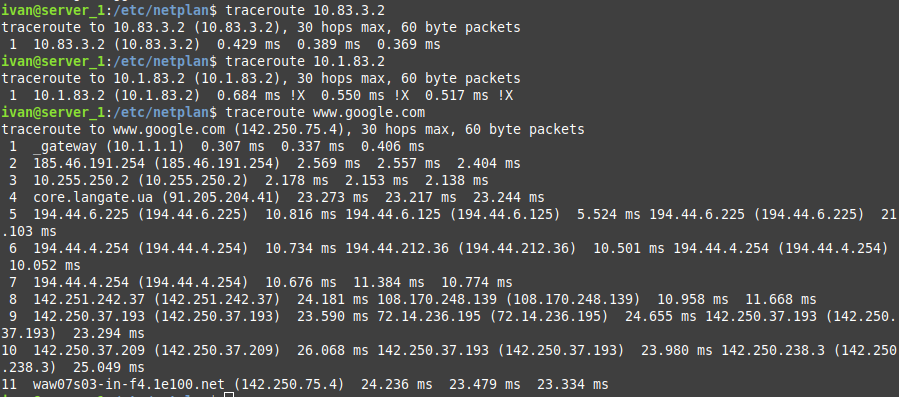 ivan@server_1:/etc/netplan$ traceroute 10.83.3.2
traceroute to 10.83.3.2 (10.83.3.2), 30 hops max, 60 byte packets
 1  10.83.3.2 (10.83.3.2)  0.429 ms  0.389 ms  0.369 ms
ivan@server_1:/etc/netplan$ traceroute 10.1.83.2
traceroute to 10.1.83.2 (10.1.83.2), 30 hops max, 60 byte packets
 1  10.1.83.2 (10.1.83.2)  0.684 ms !X  0.550 ms !X  0.517 ms !X
ivan@server_1:/etc/netplan$ traceroute www.google.com
traceroute to www.google.com (142.250.75.4), 30 hops max, 60 byte packets
 1  _gateway (10.1.1.1)  0.307 ms  0.337 ms  0.406 ms
 2  185.46.191.254 (185.46.191.254)  2.569 ms  2.557 ms  2.404 ms
 3  10.255.250.2 (10.255.250.2)  2.178 ms  2.153 ms  2.138 ms
 4  core.langate.ua (91.205.204.41)  23.273 ms  23.217 ms  23.244 ms
 5  194.44.6.225 (194.44.6.225)  10.816 ms 194.44.6.125 (194.44.6.125)  5.524 ms 194.44.6.225 (194.44.6.225)  21
.103 ms
 6  194.44.4.254 (194.44.4.254)  10.734 ms 194.44.212.36 (194.44.212.36)  10.501 ms 194.44.4.254 (194.44.4.254)
 10.052 ms
 7  194.44.4.254 (194.44.4.254)  10.676 ms  11.384 ms  10.774 ms
 8  142.251.242.37 (142.251.242.37)  24.181 ms 108.170.248.139 (108.170.248.139)  10.958 ms  11.668 ms
 9  142.250.37.193 (142.250.37.193)  23.590 ms 72.14.236.195 (72.14.236.195)  24.655 ms 142.250.37.193 (142.250.
37.193)  23.294 ms
10  142.250.37.209 (142.250.37.209)  26.068 ms 142.250.37.193 (142.250.37.193)  23.980 ms 142.250.238.3 (142.250
.238.3)  25.049 ms
11  waw07s03-in-f4.1e100.net (142.250.75.4)  24.236 ms  23.479 ms  23.334 ms